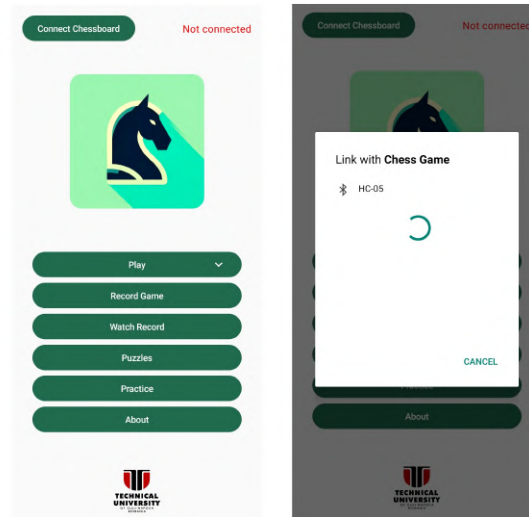 Connect Chessboard
Not connected
Play
Record Game
Watch Record
Puzzles
Practice
About
TECHNICAL
UNIVERSITY
Connect Chessboard
Not connected
Link with Chess Game
HC-05
CANCEL
About
TECHNICAL
UNIVERSITY